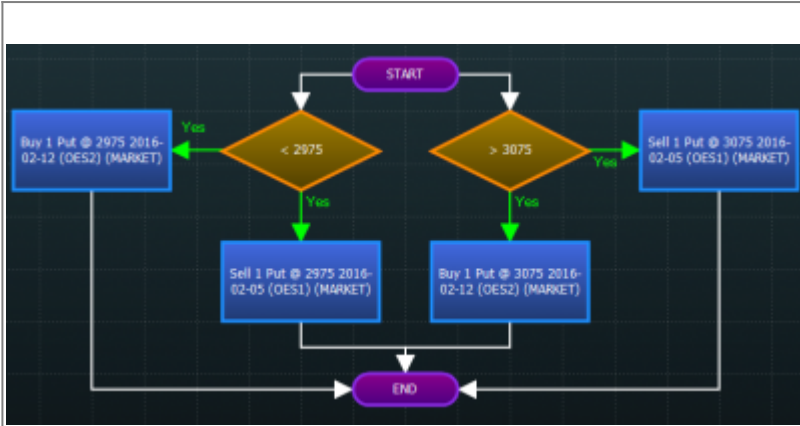 START
< 2975
> 3075
Yes
Buy 1 Put @ 2975 2016-
02-12 (OES2) (MARKET)
Yes
Sell 1 Put @ 3075 2016-
02-05 (OES1) (MARKET)
Yes
Yes
Sell 1 Put @ 2975 2016-
02-05 (OES1) (MARKET)
Buy 1 Put @ 3075 2016-
02-12 (OES2) (MARKET)
END